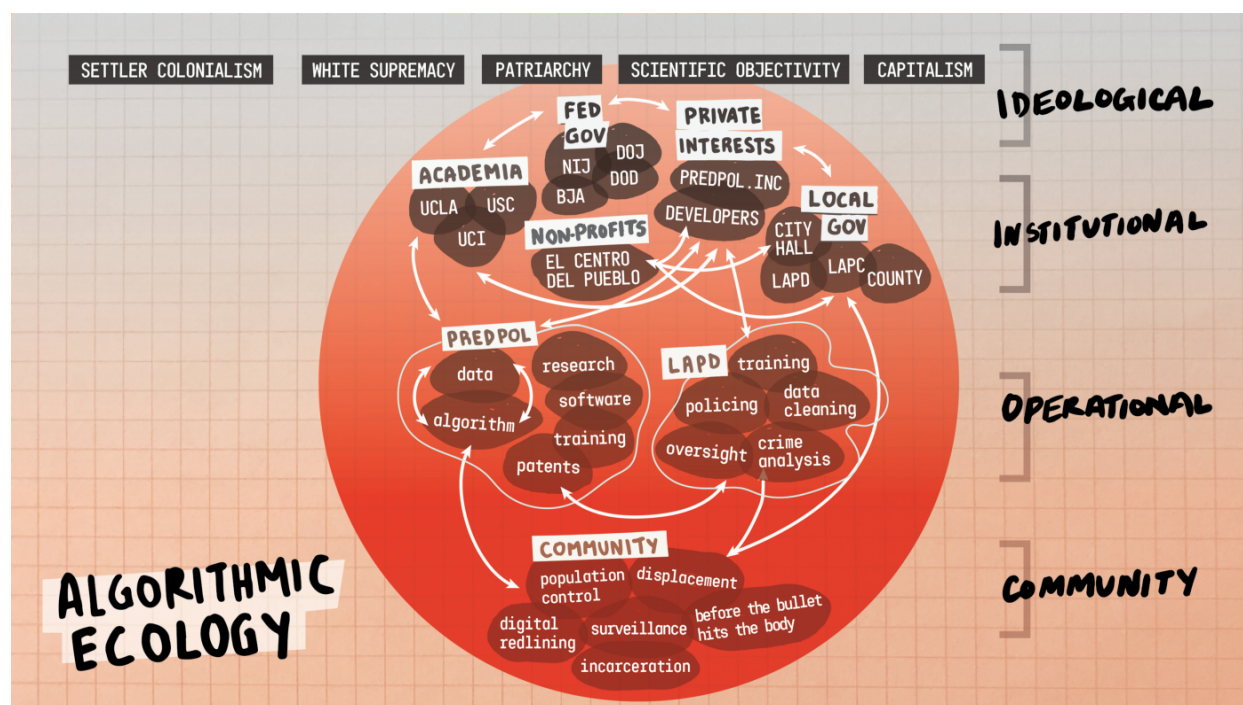 SETTLER COLONIALISM
WHITE SUPREMACY
PATRIARCHY
SCIENTIFIC OBJECTIVITY
CAPITALISM
IDEOLOGICAL
FED
GOV
NIJ
DOJ
DOD
BJA
PRIVATE
INTERESTS
PREDPOL.INC
DEVELOPERS
ACADEMIA
UCLA
USC
UCI
NON-PROFITS
EL CENTRO
DEL PUEBLO
LOCAL
GOV
CITY
HALL
LAPD
LAPC
COUNTY
INSTITUTIONAL
PREDPOL
data
algorithm
research
software
training
patents
LAPD
training
policing
data
cleaning
oversight
crime
analysis
OPERATIONAL
COMMUNITY
population
control
displacement
digital
redlining
surveillance
before the bullet
hits the body
incarceration
COMMUNITY
ALGORITHMIC
ECOLOGY